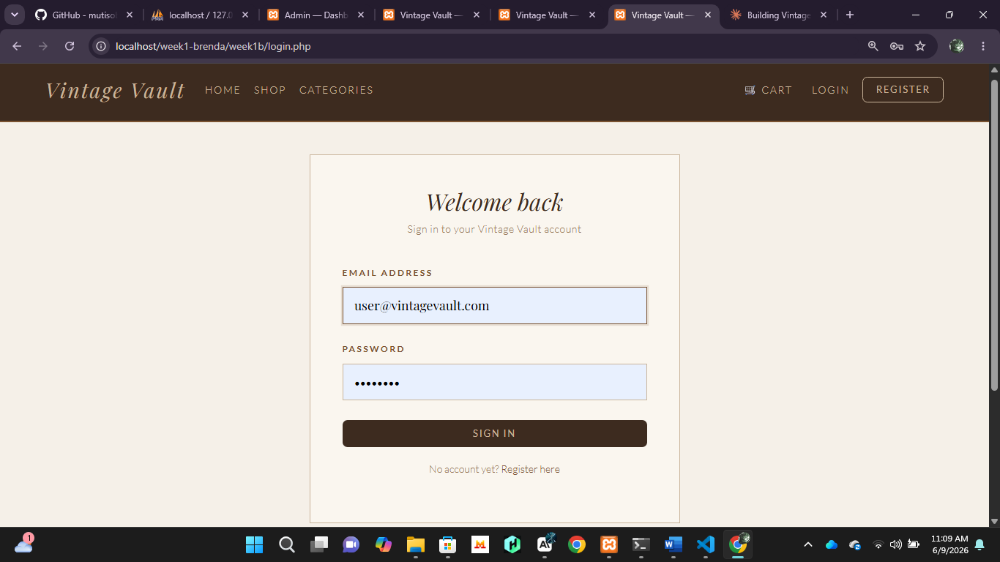 GitHub - mutiso
localhost / 127.0
Admin — Dashb
Vintage Vault —
Vintage Vault —
Vintage Vault —
Building Vintage
localhost/week1-brenda/week1b/login.php
Vintage Vault
HOME
SHOP
CATEGORIES
CART
LOGIN
REGISTER
Welcome back
Sign in to your Vintage Vault account
EMAIL ADDRESS
user@vintagevault.com
PASSWORD
••••••••
SIGN IN
No account yet? Register here
1
11:09 AM
6/9/2026